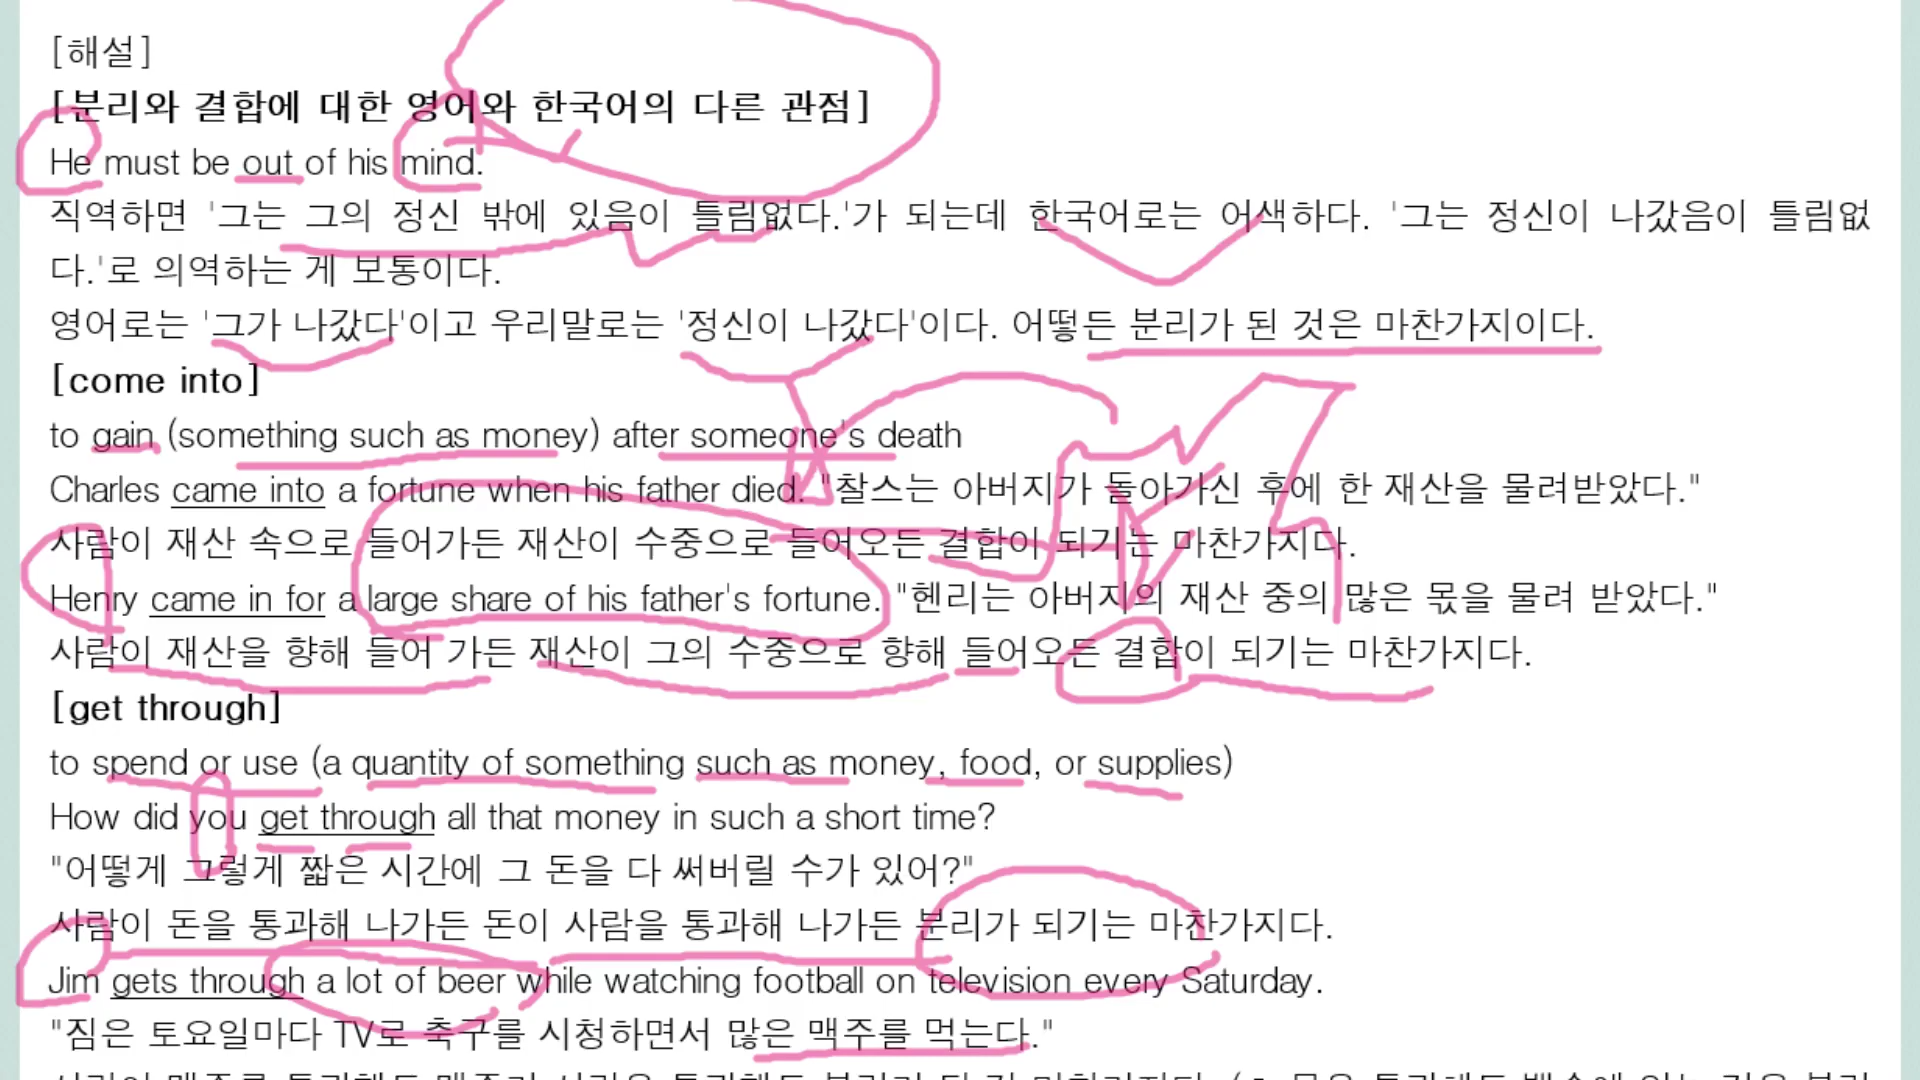 [해설]
[분리와 결합에 대한 영어와 한국어의 다른 관점]
He must be out of his mind.
직역하면 '그는 그의 정신 밖에 있음이 틀림없다.'가 되는데 한국어로는 어색하다. '그는 정신이 나갔음이 틀림없
다.'로 의역하는 게 보통이다.
영어로는 '그가 나갔다'이고 우리말로는 '정신이 나갔다'이다. 어떻든 분리가 된 것은 마찬가지이다.
[come into]
to gain (something such as money) after someone's death
Charles came into a fortune when his father died. "찰스는 아버지가 돌아가신 후에 한 재산을 물려받았다."
사람이 재산 속으로 들어가든 재산이 수중으로 들어오든 결합이 되기는 마찬가지다.
Henry came in for a large share of his father's fortune. "헨리는 아버지의 재산 중의 많은 몫을 물려 받았다."
사람이 재산을 향해 들어 가든 재산이 그의 수중으로 향해 들어오든 결합이 되기는 마찬가지다.
[get through]
to spend or use (a quantity of something such as money, food, or supplies)
How did you get through all that money in such a short time?
"어떻게 그렇게 짧은 시간에 그 돈을 다 써버릴 수가 있어?"
사람이 돈을 통과해 나가든 돈이 사람을 통과해 나가든 분리가 되기는 마찬가지다.
Jim gets through a lot of beer while watching football on television every Saturday.
"짐은 토요일마다 TV로 축구를 시청하면서 많은 맥주를 먹는다."